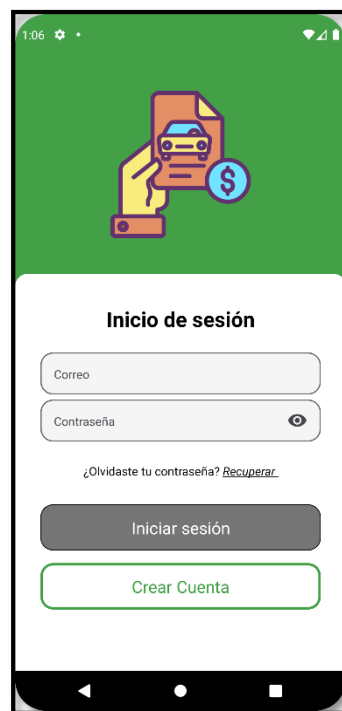 1:06
$
Inicio de sesión
Correo
Contraseña
¿Olvidaste tu contraseña? Recuperar
Iniciar sesión
Crear Cuenta